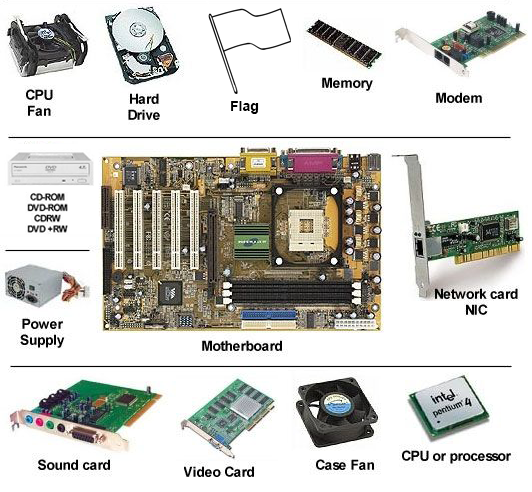 CPU
Fan
Hard
Drive
Flag
Memory
Modem
CD-ROM
DVD-ROM
CDRW
DVD +RW
Power
Supply
Motherboard
Network card
NIC
Sound card
Video Card
Case Fan
intel
pentium 4
CPU or processor